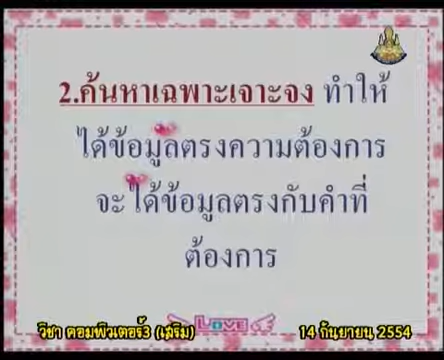 2.ค้นหาเฉพาะเจาะจง ทำให้
ได้ข้อมูลตรงความต้องการ
จะได้ข้อมูลตรงกับคำที่
ต้องการ
LOVE
วิชา คอมพิวเตอร์3 (เสริม) 14 กันยายน 2554